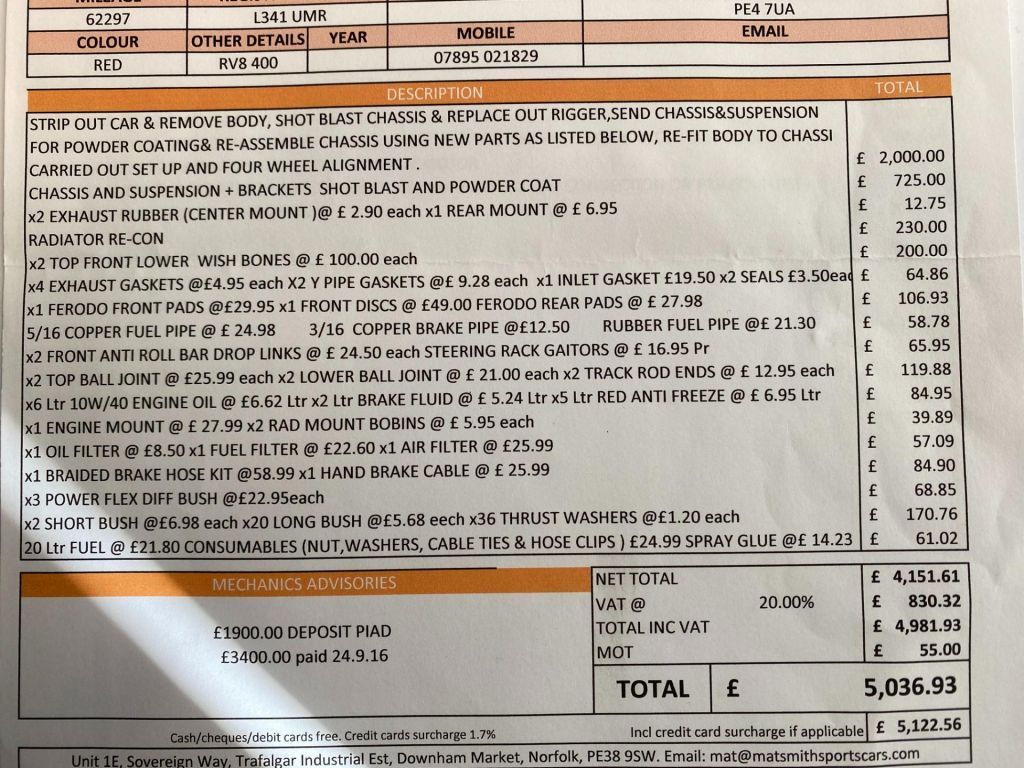 62297 L341 UMR PE4 7UA
COLOUR OTHER DETAILS YEAR MOBILE EMAIL
RED RV8 400 07895 021829
DESCRIPTION TOTAL
STRIP OUT CAR & REMOVE BODY, SHOT BLAST CHASSIS & REPLACE OUT RIGGER,SEND CHASSIS&SUSPENSION
FOR POWDER COATING& RE-ASSEMBLE CHASSIS USING NEW PARTS AS LISTED BELOW, RE-FIT BODY TO CHASSI
CARRIED OUT SET UP AND FOUR WHEEL ALIGNMENT . £ 2,000.00
CHASSIS AND SUSPENSION + BRACKETS SHOT BLAST AND POWDER COAT £ 725.00
x2 EXHAUST RUBBER (CENTER MOUNT )@ £ 2.90 each x1 REAR MOUNT @ £ 6.95 £ 12.75
RADIATOR RE-CON £ 230.00
x2 TOP FRONT LOWER WISH BONES @ £ 100.00 each £ 200.00
x4 EXHAUST GASKETS @£4.95 each X2 Y PIPE GASKETS @£ 9.28 each x1 INLET GASKET £19.50 x2 SEALS £3.50eac £ 64.86
x1 FERODO FRONT PADS @£29.95 x1 FRONT DISCS @ £49.00 FERODO REAR PADS @ £ 27.98 £ 106.93
5/16 COPPER FUEL PIPE @ £ 24.98 3/16 COPPER BRAKE PIPE @£12.50 RUBBER FUEL PIPE @£ 21.30 £ 58.78
x2 FRONT ANTI ROLL BAR DROP LINKS @ £ 24.50 each STEERING RACK GAITORS @ £ 16.95 Pr £ 65.95
x2 TOP BALL JOINT @ £25.99 each x2 LOWER BALL JOINT @ £ 21.00 each x2 TRACK ROD ENDS @ £ 12.95 each £ 119.88
x6 Ltr 10W/40 ENGINE OIL @ £6.62 Ltr x2 Ltr BRAKE FLUID @ £ 5.24 Ltr x5 Ltr RED ANTI FREEZE @ £ 6.95 Ltr £ 84.95
x1 ENGINE MOUNT @ £ 27.99 x2 RAD MOUNT BOBINS @ £ 5.95 each £ 39.89
x1 OIL FILTER @ £8.50 x1 FUEL FILTER @ £22.60 x1 AIR FILTER @ £25.99 £ 57.09
x1 BRAIDED BRAKE HOSE KIT @58.99 x1 HAND BRAKE CABLE @ £ 25.99 £ 84.90
x3 POWER FLEX DIFF BUSH @£22.95each £ 68.85
x2 SHORT BUSH @£6.98 each x20 LONG BUSH @£5.68 eech x36 THRUST WASHERS @£1.20 each £ 170.76
20 Ltr FUEL @ £21.80 CONSUMABLES (NUT,WASHERS, CABLE TIES & HOSE CLIPS ) £24.99 SPRAY GLUE @£ 14.23 £ 61.02
MECHANICS ADVISORIES NET TOTAL £ 4,151.61
VAT @ 20.00% £ 830.32
£1900.00 DEPOSIT PIAD TOTAL INC VAT £ 4,981.93
£3400.00 paid 24.9.16 MOT £ 55.00
TOTAL £ 5,036.93
Cash/cheques/debit cards free. Credit cards surcharge 1.7% Incl credit card surcharge if applicable £ 5,122.56
Unit 1E, Sovereign Way, Trafalgar Industrial Est, Downham Market, Norfolk, PE38 9SW. Email: mat@matsmithsportscars.com